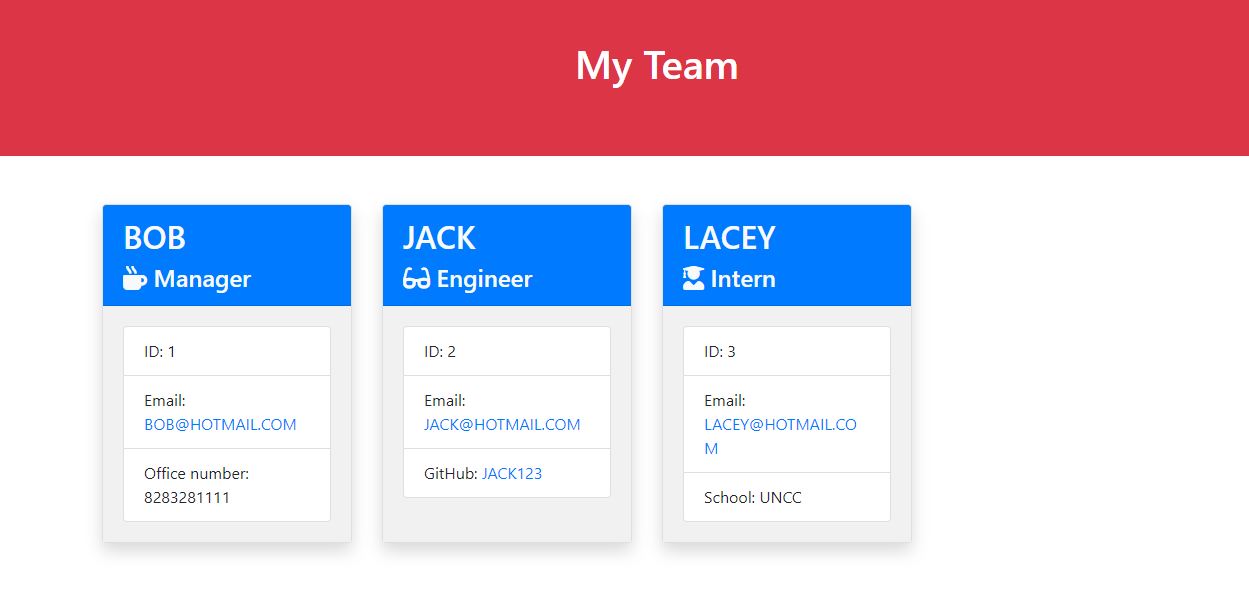 My Team
BOB
Manager
ID: 1
Email:
BOB@HOTMAIL.COM
Office number:
8283281111
JACK
Engineer
ID: 2
Email:
JACK@HOTMAIL.COM
GitHub: JACK123
LACEY
Intern
ID: 3
Email:
LACEY@HOTMAIL.CO
M
School: UNCC